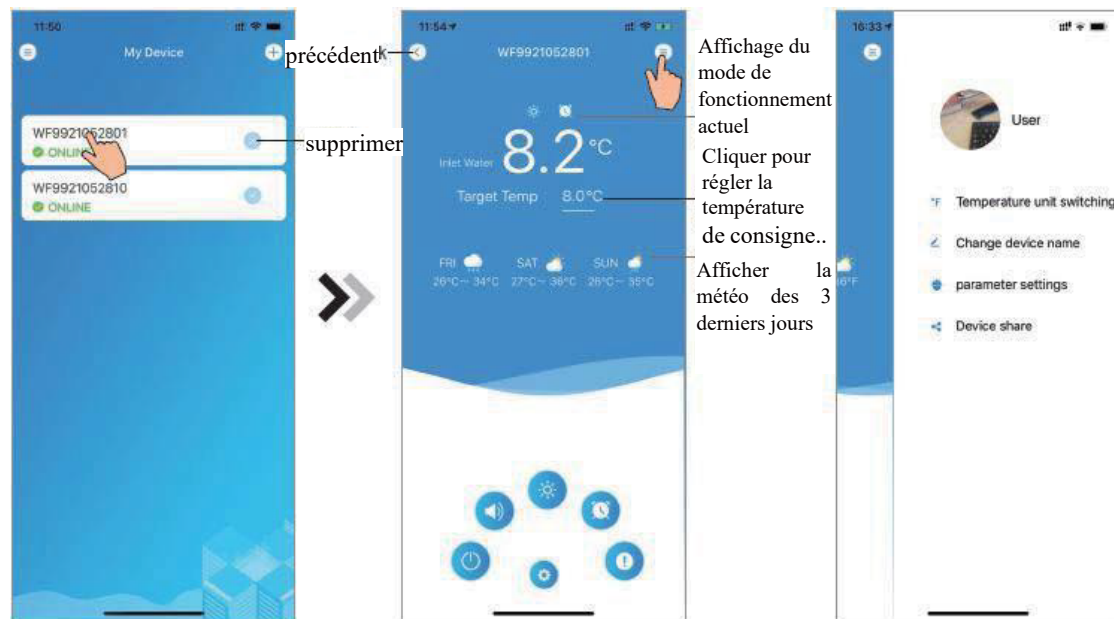 11:50
My Device
WF9921052801
ONLINE
WF9921052810
ONLINE
supprimer
précédent
11:54
WF9921052801
8.2°C
Inlet Water
Target Temp 8.0°C
FRI SAT SUN
26°C~ 34°C 27°C~ 36°C 26°C~ 35°C
Affichage du
mode de
fonctionnement
actuel
Cliquer pour
régler la
température
de consigne..
Afficher la
météo des 3
derniers jours
16:33
User
°F Temperature unit switching
Change device name
parameter settings
Device share